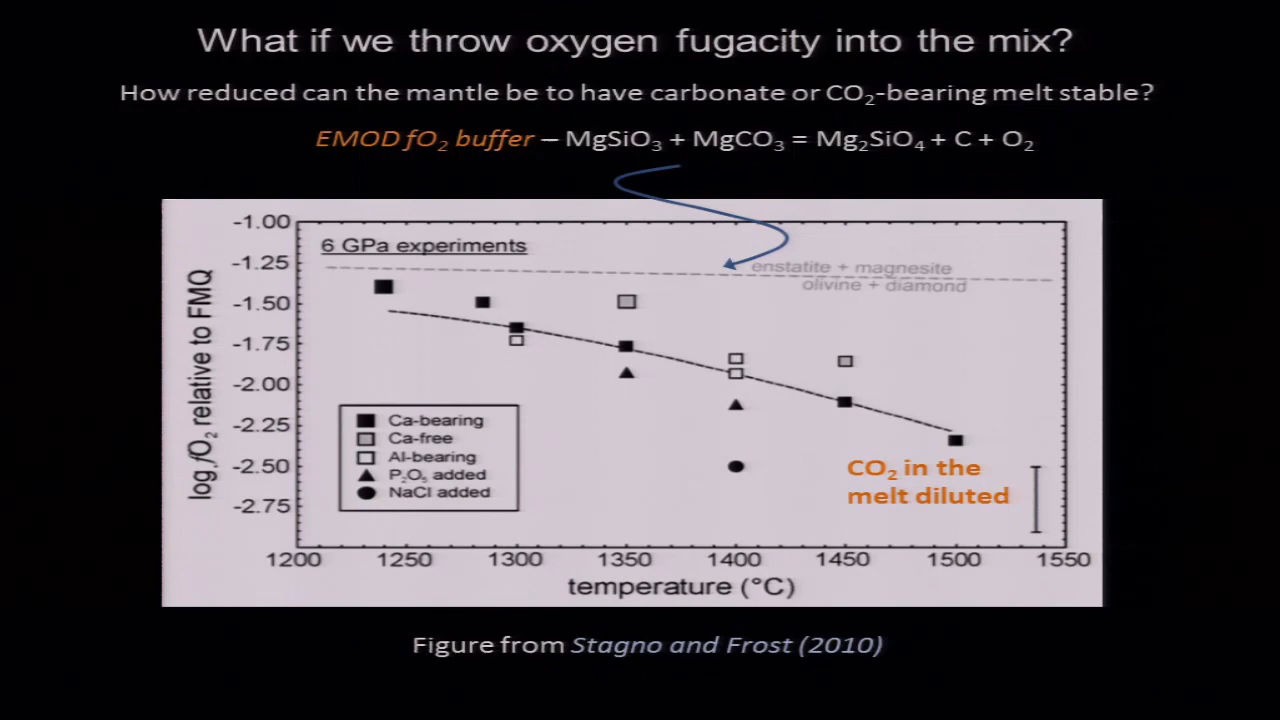 What if we throw oxygen fugacity into the mix?
How reduced can the mantle be to have carbonate or CO₂-bearing melt stable?
EMOD fO₂ buffer – MgSiO₃ + MgCO₃ = Mg₂SiO₄ + C + O₂
6 GPa experiments
enstatite + magnesite
olivine + diamond
log fO₂ relative to FMQ
-1.00
-1.25
-1.50
-1.75
-2.00
-2.25
-2.50
-2.75
Ca-bearing
Ca-free
Al-bearing
P₂O₅ added
NaCl added
CO₂ in the
melt diluted
1200 1250 1300 1350 1400 1450 1500 1550
temperature (°C)
Figure from Stagno and Frost (2010)